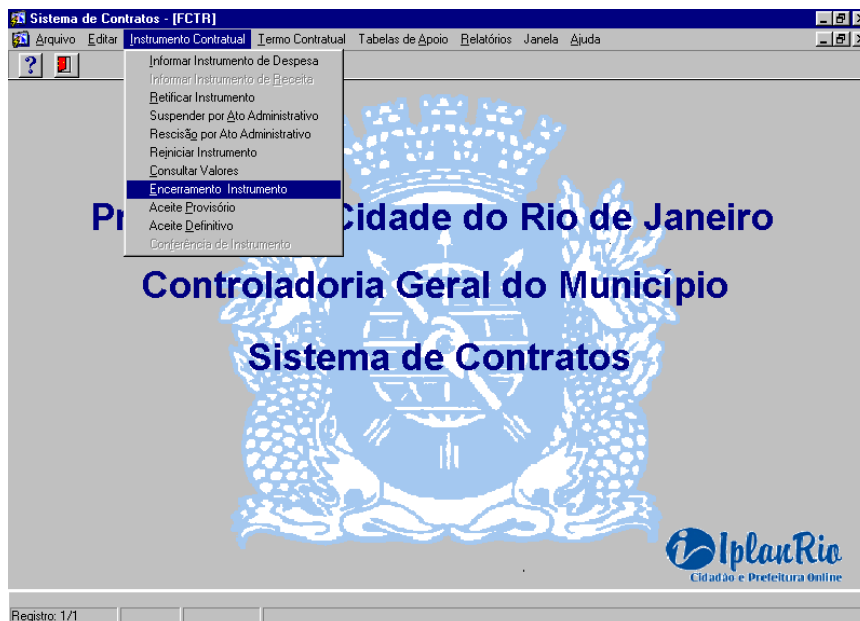 Sistema de Contratos - [FCTR]
Arquivo Editar Instrumento Contratual Termo Contratual Tabelas de Apoio Relatórios Janela Ajuda
?
Informar Instrumento de Despesa
Informar Instrumento de Receita
Retificar Instrumento
Suspender por Ato Administrativo
Rescisão por Ato Administrativo
Reiniciar Instrumento
Consultar Valores
Encerramento Instrumento
Aceite Provisório
Aceite Definitivo
Conferência de Instrumento
Cidade do Rio de Janeiro
Controladoria Geral do Município
Sistema de Contratos
IplanRio
Cidadão e Prefeitura Online
Registro: 1/1